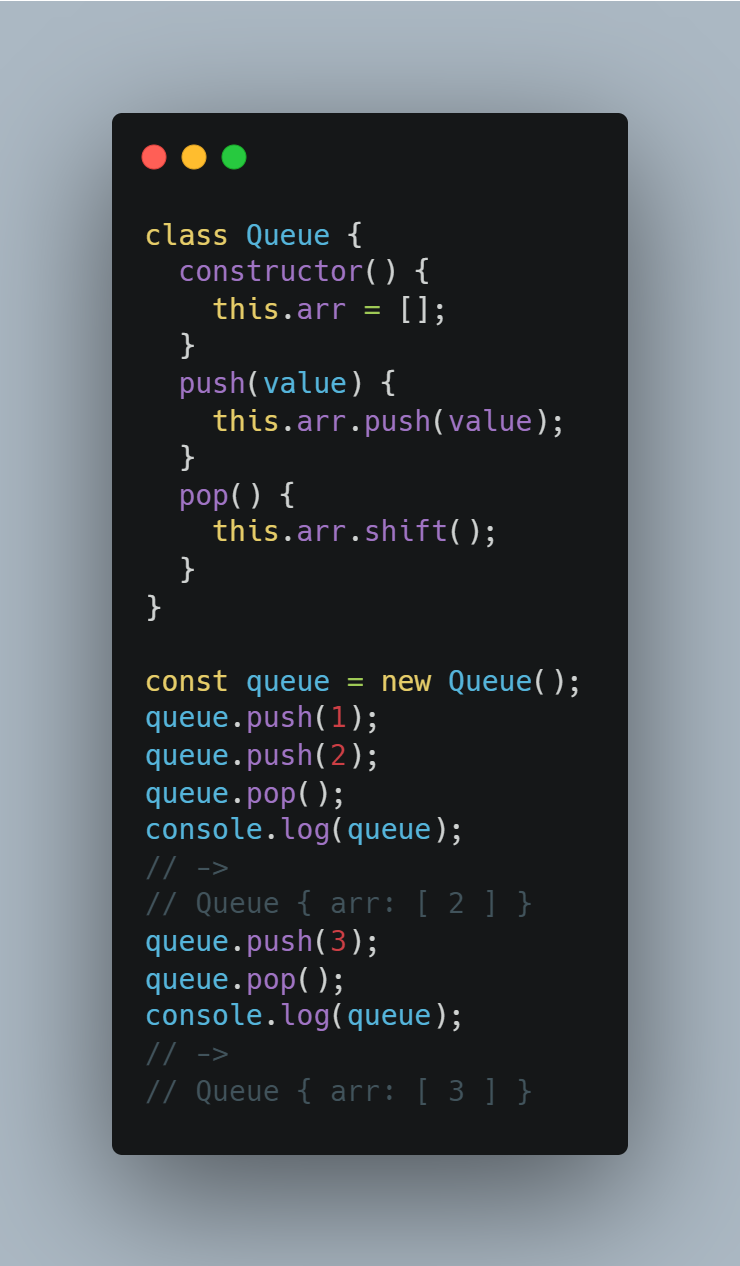 class Queue {
  constructor() {
    this.arr = [];
  }
  push(value) {
    this.arr.push(value);
  }
  pop() {
    this.arr.shift();
  }
}

const queue = new Queue();
queue.push(1);
queue.push(2);
queue.pop();
console.log(queue);
// ->
// Queue { arr: [ 2 ] }
queue.push(3);
queue.pop();
console.log(queue);
// ->
// Queue { arr: [ 3 ] }